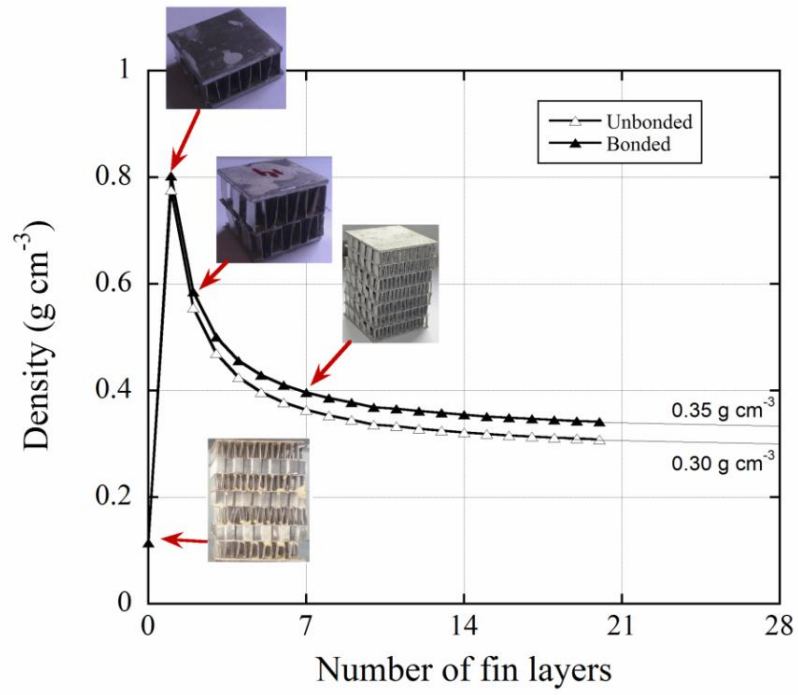 1
0.8
0.6
0.4
0.2
0
Density (g cm-3)
Unbonded
Bonded
0.35 g cm-3
0.30 g cm-3
0 7 14 21 28
Number of fin layers